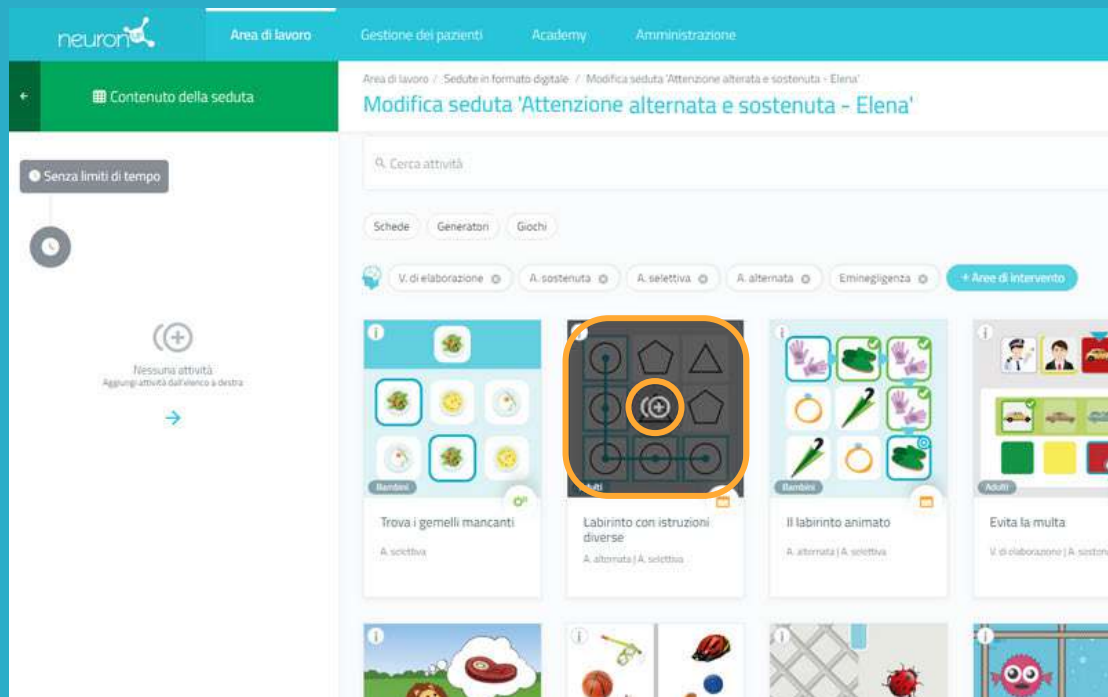 neuronUP
Area di lavoro
Gestione dei pazienti
Academy
Amministrazione
Contenuto della seduta
Area di lavoro / Sedute in formato digitale / Modifica seduta 'Attenzione alterata e sostenuta - Elena'
Modifica seduta 'Attenzione alternata e sostenuta - Elena'
Senza limiti di tempo
Cerca attività
Schede
Generatori
Giochi
V. di elaborazione
A. sostenuta
A. selettiva
A. alternata
Eminegligenza
+ Aree di intervento
Nessuna attività
Aggiungi attività dall'elenco a destra
Bambini
Adulti
Bambini
Adulti
Trova i gemelli mancanti
A. selettiva
Labirinto con istruzioni
diverse
A. alternata | A. selettiva
Il labirinto animato
A. alternata | A. selettiva
Evita la multa
V. di elaborazione | A. sosten